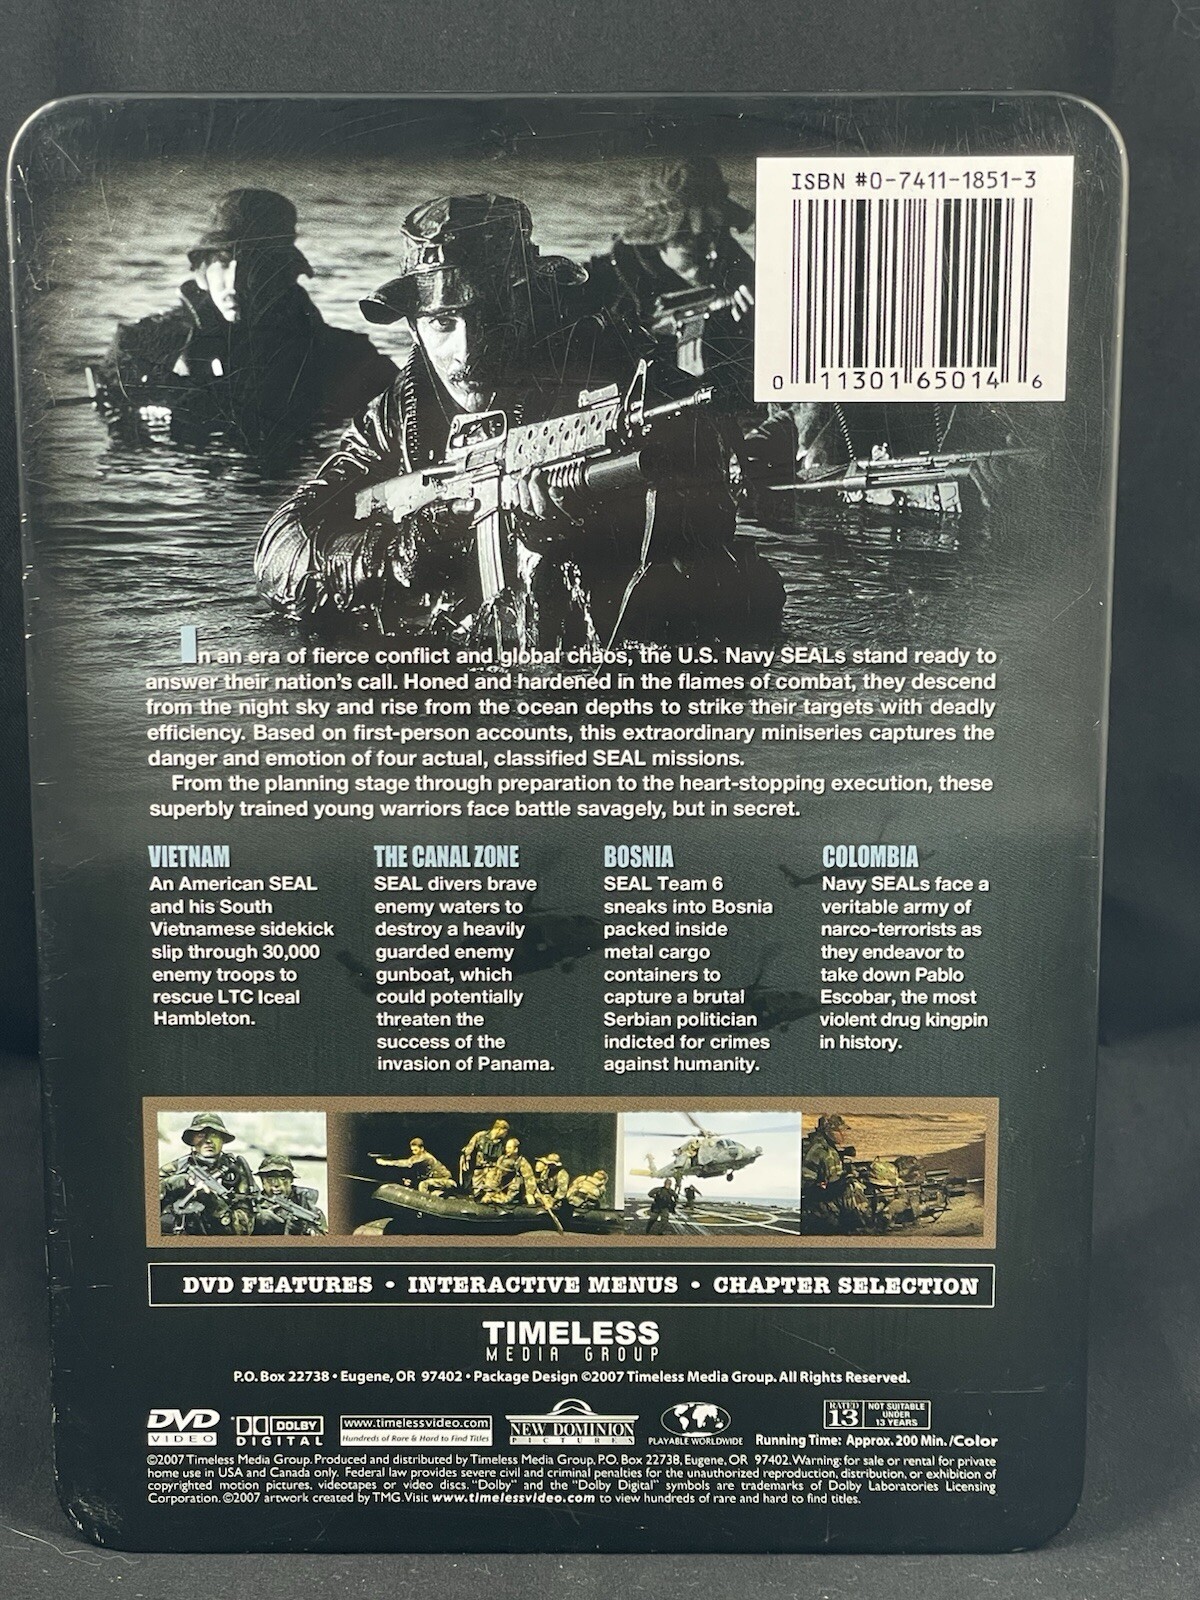 ISBN #0-7411-1851-3
0 11301 65014 6
In an era of fierce conflict and global chaos, the U.S. Navy SEALs stand ready to
answer their nation's call. Honed and hardened in the flames of combat, they descend
from the night sky and rise from the ocean depths to strike their targets with deadly
efficiency. Based on first-person accounts, this extraordinary miniseries captures the
danger and emotion of four actual, classified SEAL missions.
From the planning stage through preparation to the heart-stopping execution, these
superbly trained young warriors face battle savagely, but in secret.
VIETNAM
An American SEAL
and his South
Vietnamese sidekick
slip through 30,000
enemy troops to
rescue LTC Iceal
Hambleton.
THE CANAL ZONE
SEAL divers brave
enemy waters to
destroy a heavily
guarded enemy
gunboat, which
could potentially
threaten the
success of the
invasion of Panama.
BOSNIA
SEAL Team 6
sneaks into Bosnia
packed inside
metal cargo
containers to
capture a brutal
Serbian politician
indicted for crimes
against humanity.
COLOMBIA
Navy SEALs face a
veritable army of
narco-terrorists as
they endeavor to
take down Pablo
Escobar, the most
violent drug kingpin
in history.
DVD FEATURES • INTERACTIVE MENUS • CHAPTER SELECTION
TIMELESS
MEDIA GROUP
P.O. Box 22738 • Eugene, OR 97402 • Package Design ©2007 Timeless Media Group. All Rights Reserved.
DVD
VIDEO
DOLBY
DIGITAL
www.timelessvideo.com
Hundreds of Rare & Hard to Find Titles
NEW DOMINION
PICTURES
PLAYABLE WORLDWIDE
RATED
13
NOT SUITABLE
UNDER
13 YEARS
Running Time: Approx. 200 Min./Color
©2007 Timeless Media Group. Produced and distributed by Timeless Media Group, P.O. Box 22738, Eugene, OR 97402. Warning: for sale or rental for private
home use in USA and Canada only. Federal law provides severe civil and criminal penalties for the unauthorized reproduction, distribution, or exhibition of
copyrighted motion pictures, videotapes or video discs. "Dolby" and the "Double Digital" symbols are trademarks of Dolby Laboratories Licensing
Corporation. ©2007 artwork created by TMG. Visit www.timelessvideo.com to view hundreds of rare and hard to find titles.